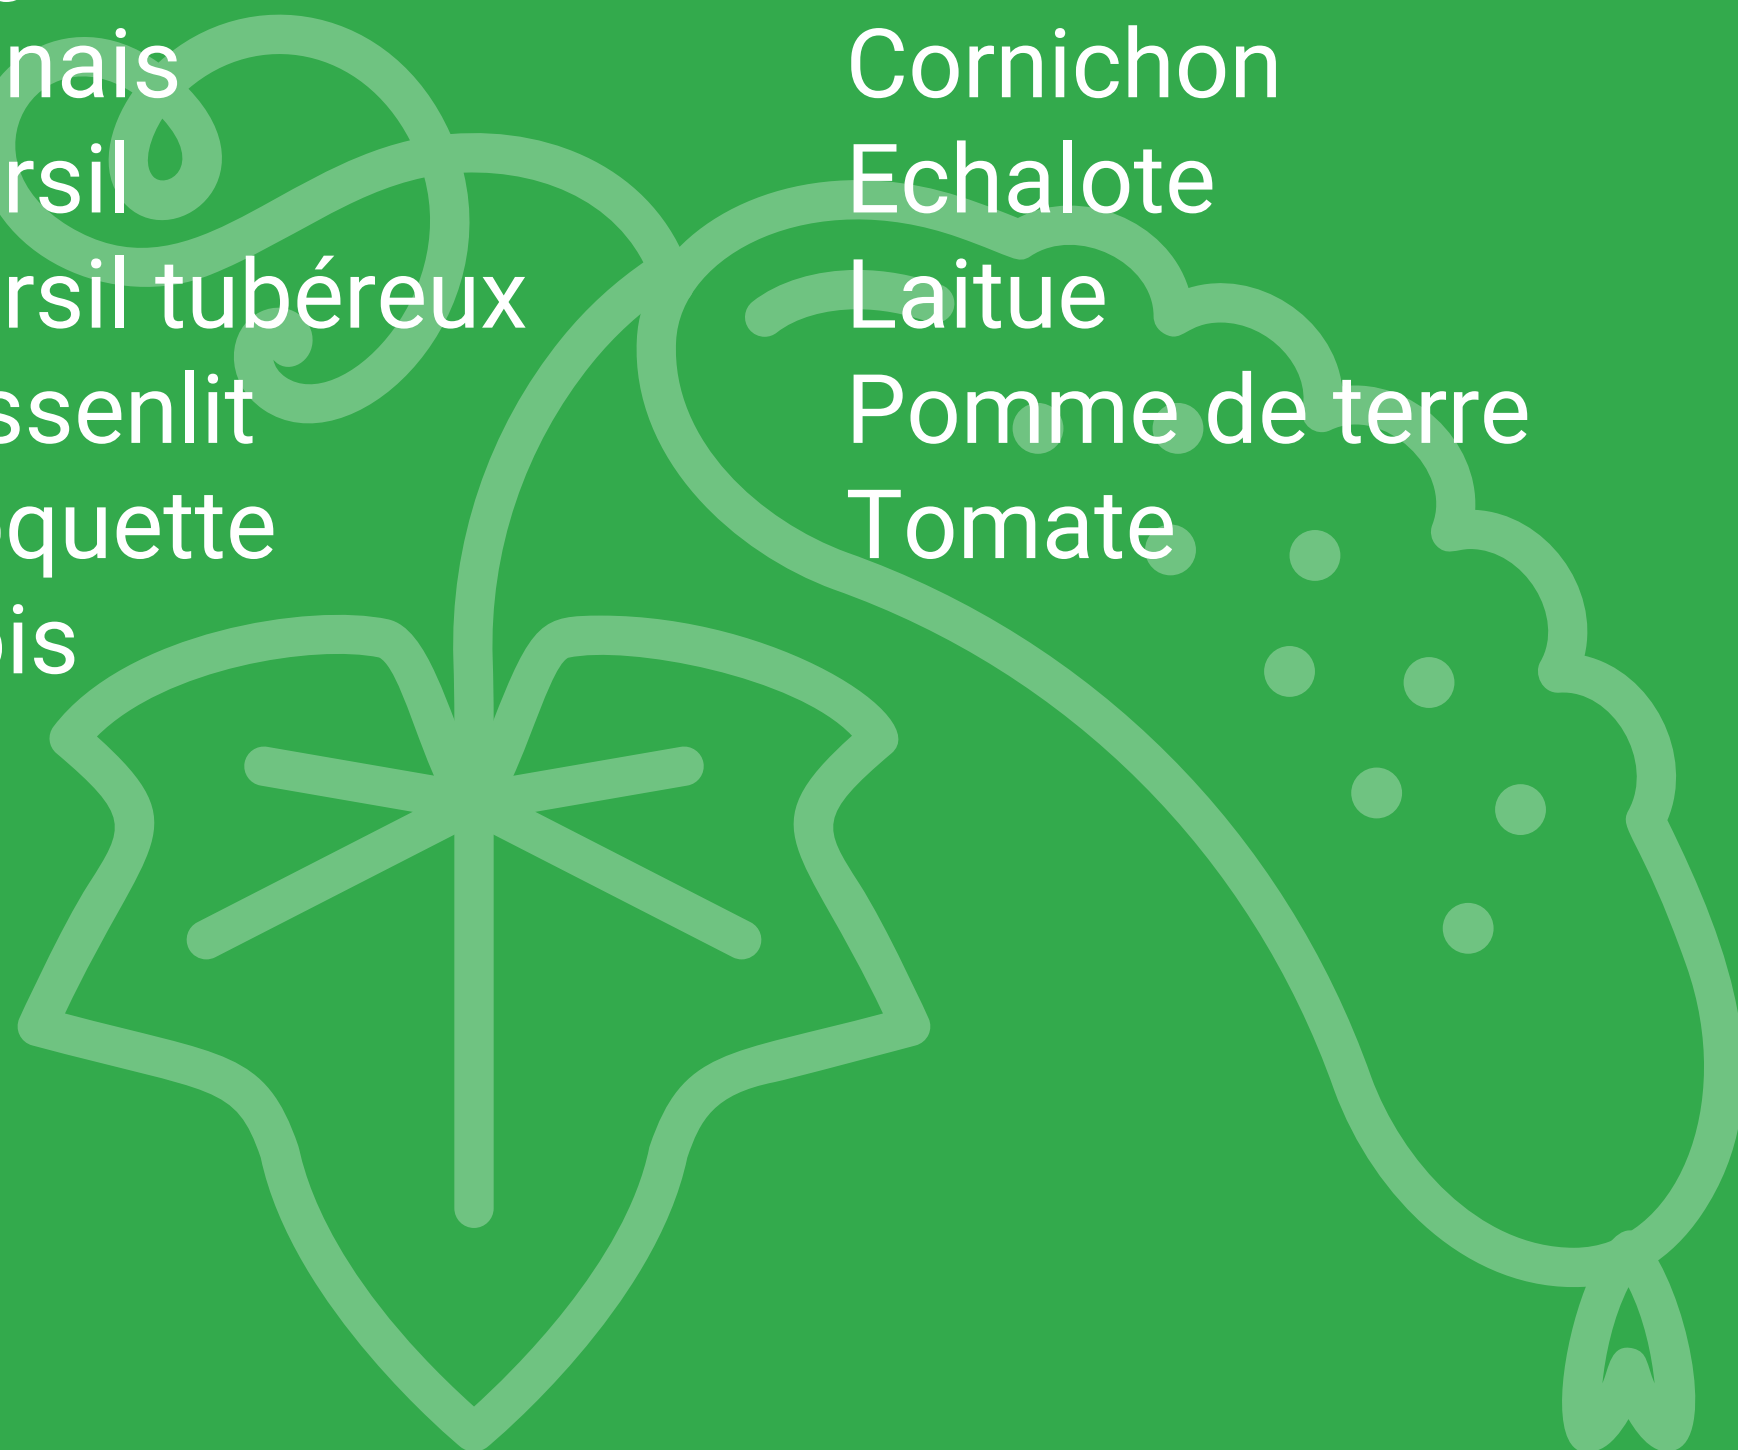 nais
rsil
rsil tubéreux
ssenlit
quette
is
Cornichon
Echalote
Laitue
Pomme de terre
Tomate